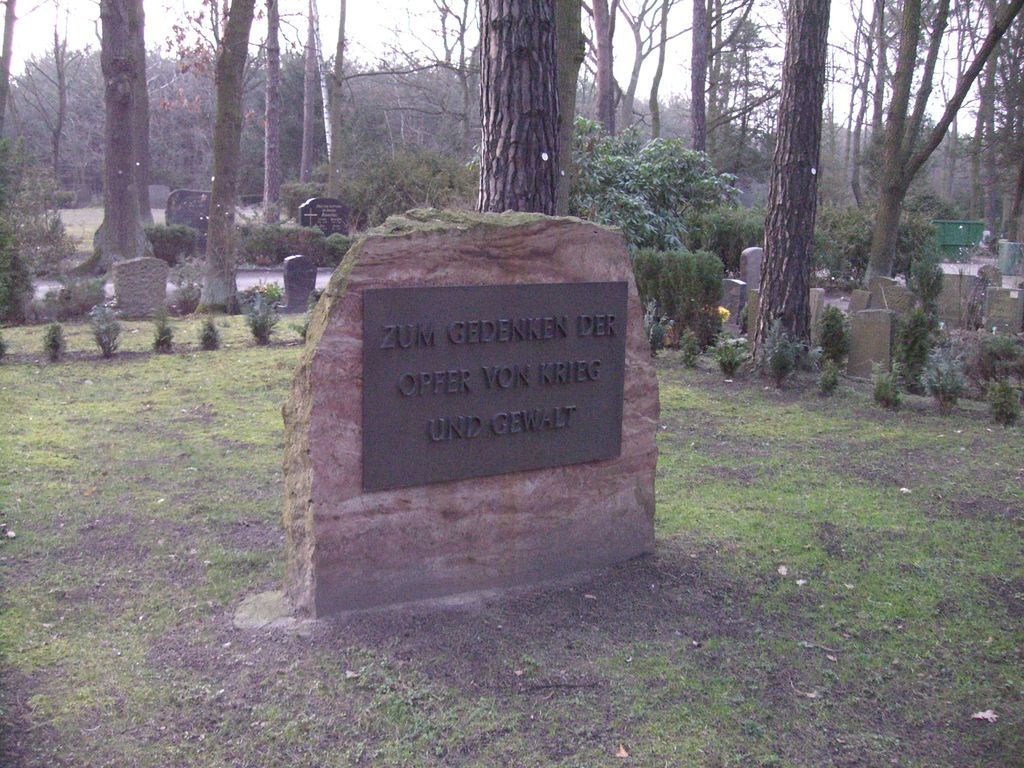 ZUM GEDENKEN DER
OPFER VON KRIEG
UND GEWALT